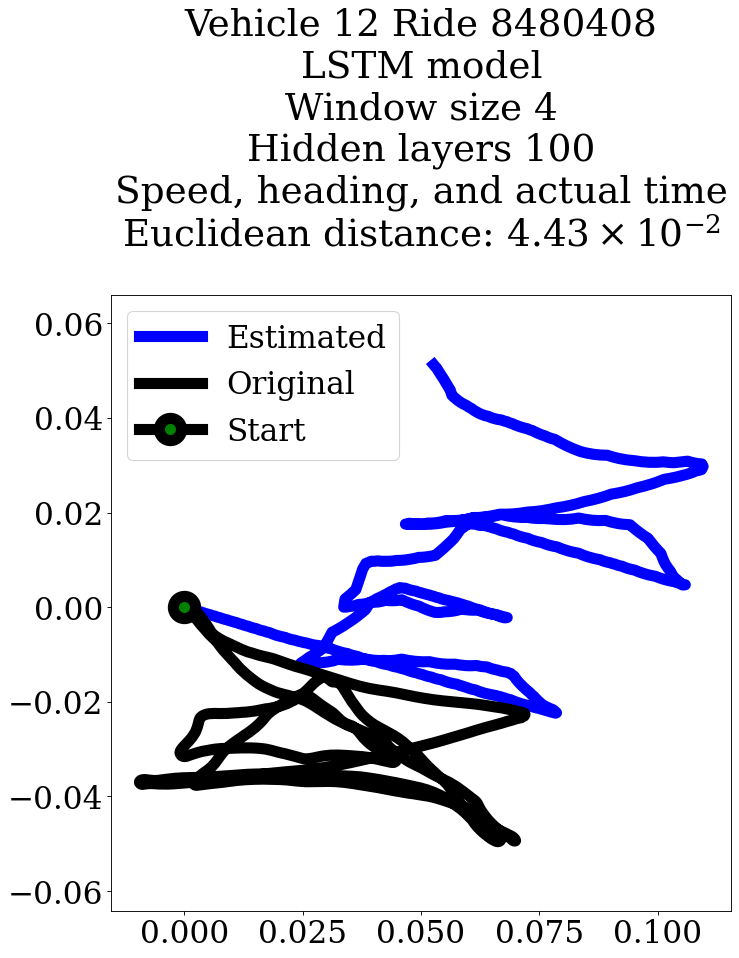 Vehicle 12 Ride 8480408
LSTM model
Window size 4
Hidden layers 100
Speed, heading, and actual time
Euclidean distance: 4.43 × 10⁻²
Estimated
Original
Start
0.06
0.04
0.02
0.00
−0.02
−0.04
−0.06
0.000 0.025 0.050 0.075 0.100